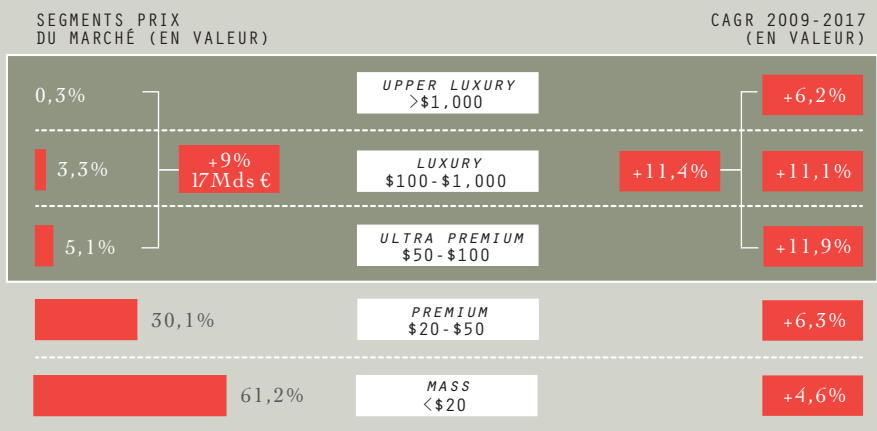 SEGMENTS PRIX
DU MARCHÉ (EN VALEUR)
CAGR 2009-2017
(EN VALEUR)
0,3%
UPPER LUXURY
>$1,000
+6,2%
3,3%
+9%
17Mds €
LUXURY
$100-$1,000
+11,4%
+11,1%
5,1%
ULTRA PREMIUM
$50-$100
+11,9%
30,1%
PREMIUM
$20-$50
+6,3%
61,2%
MASS
<$20
+4,6%